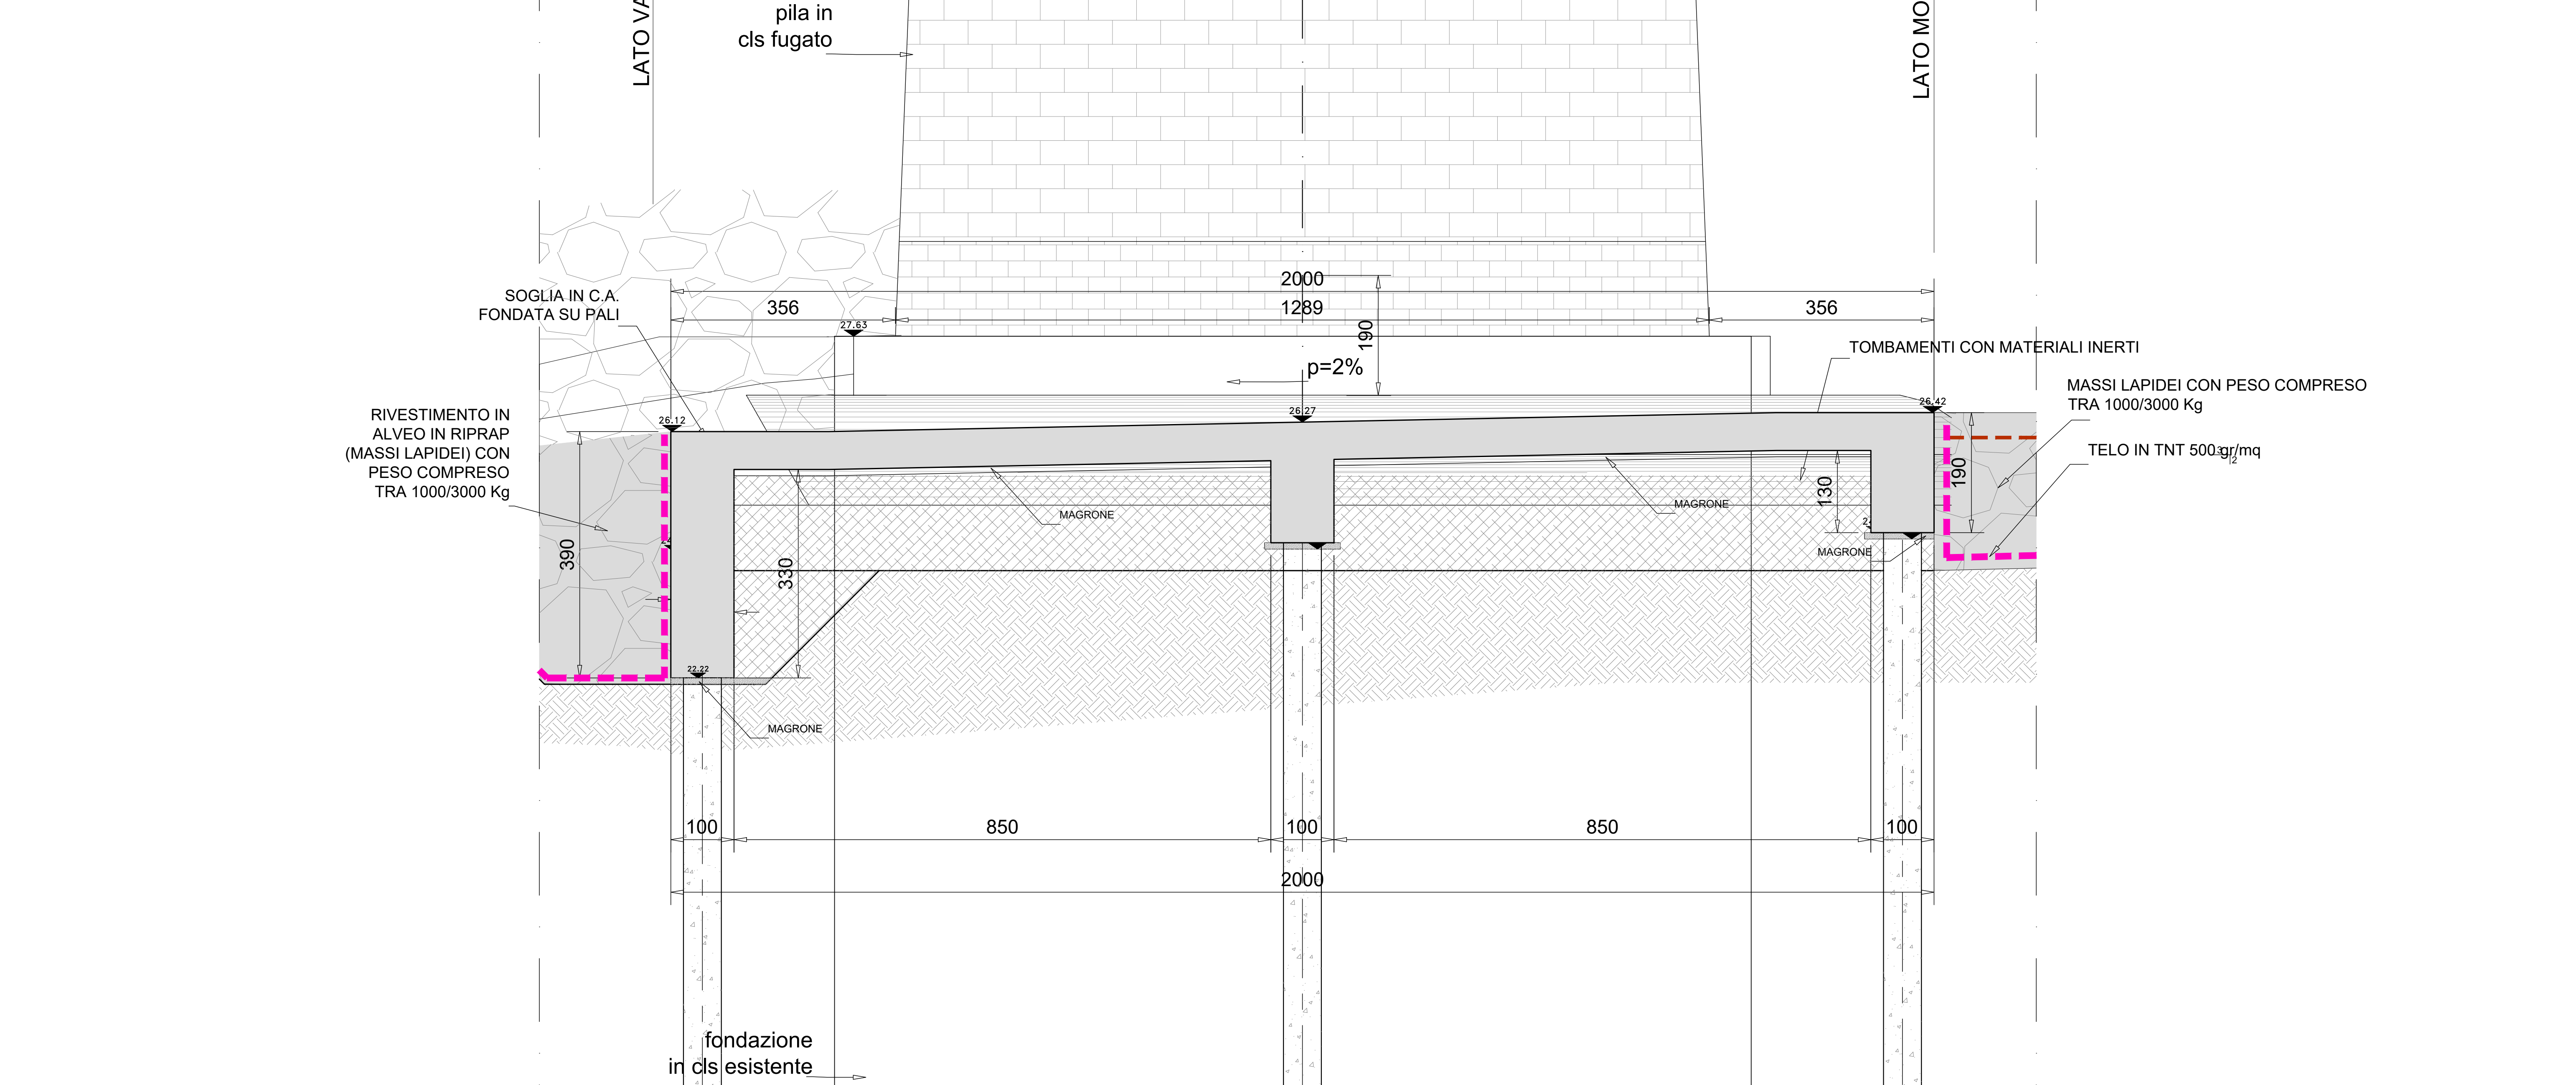 pila in
cls fugato
LATO VA
LATO MO
2000
356
1289
356
190
SOGLIA IN C.A.
FONDATA SU PALI
27.63
p=2%
TOMBAMENTI CON MATERIALI INERTI
MASSI LAPIDEI CON PESO COMPRESO
TRA 1000/3000 Kg
TELO IN TNT 500 gr/mq
RIVESTIMENTO IN
ALVEO IN RIPRAP
(MASSI LAPIDEI) CON
PESO COMPRESO
TRA 1000/3000 Kg
26.12
26.27
26.42
390
330
130
190
MAGRONE
MAGRONE
MAGRONE
22.22
MAGRONE
100
850
100
850
100
2000
fondazione
in cls esistente